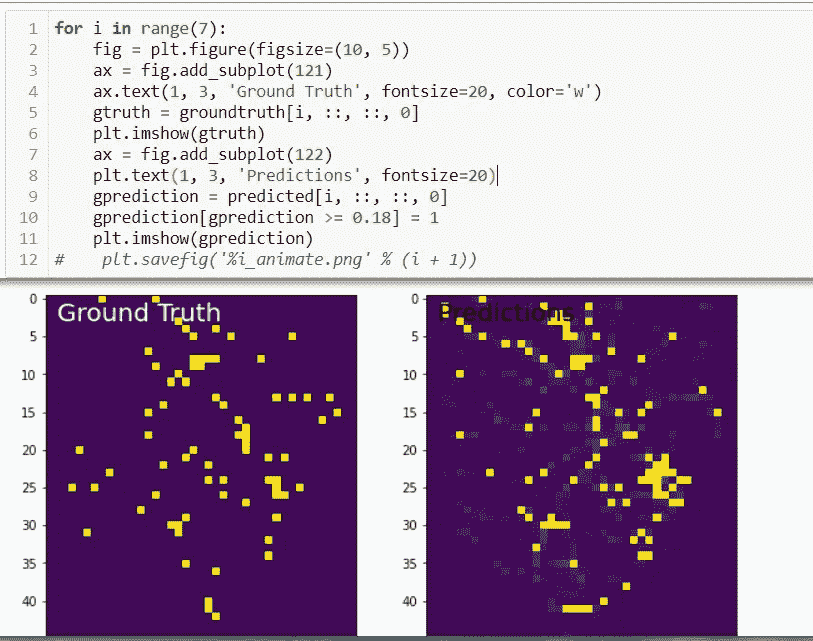 1 for i in range(7):
2     fig = plt.figure(figsize=(10, 5))
3     ax = fig.add_subplot(121)
4     ax.text(1, 3, 'Ground Truth', fontsize=20, color='w')
5     gtruth = groundtruth[i, ::, ::, 0]
6     plt.imshow(gtruth)
7     ax = fig.add_subplot(122)
8     plt.text(1, 3, 'Predictions', fontsize=20)
9     gprediction = predicted[i, ::, ::, 0]
10     gprediction[gprediction >= 0.18] = 1
11     plt.imshow(gprediction)
12 #    plt.savefig('%i_animate.png' % (i + 1))
Ground Truth
0
5
10
15
20
25
30
35
40
Predictions
0
5
10
15
20
25
30
35
40